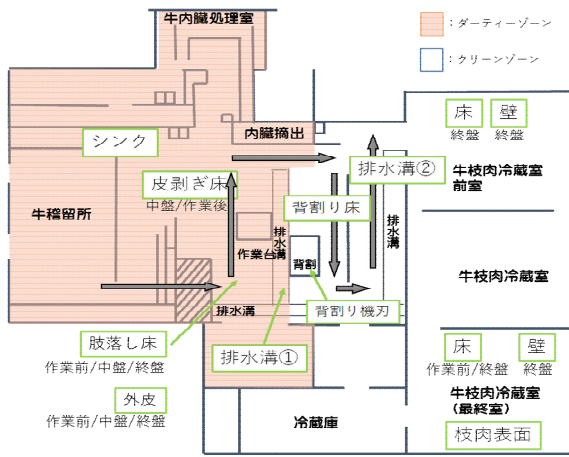 牛内臓処理室
：ダーティーゾーン
：クリーンゾーン
内臓摘出
床
終盤
壁
終盤
シンク
皮剥ぎ床
中盤/作業後
排水溝②
牛枝肉冷蔵室
前室
背割り床
牛稽留所
排水溝
作業台
排水溝
背割
牛枝肉冷蔵室
排水溝
背割り機刃
肢落し床
作業前/中盤/終盤
排水溝①
床
作業前/終盤
壁
終盤
外皮
作業前/中盤/終盤
冷蔵庫
牛枝肉冷蔵室
(最終室)
枝肉表面